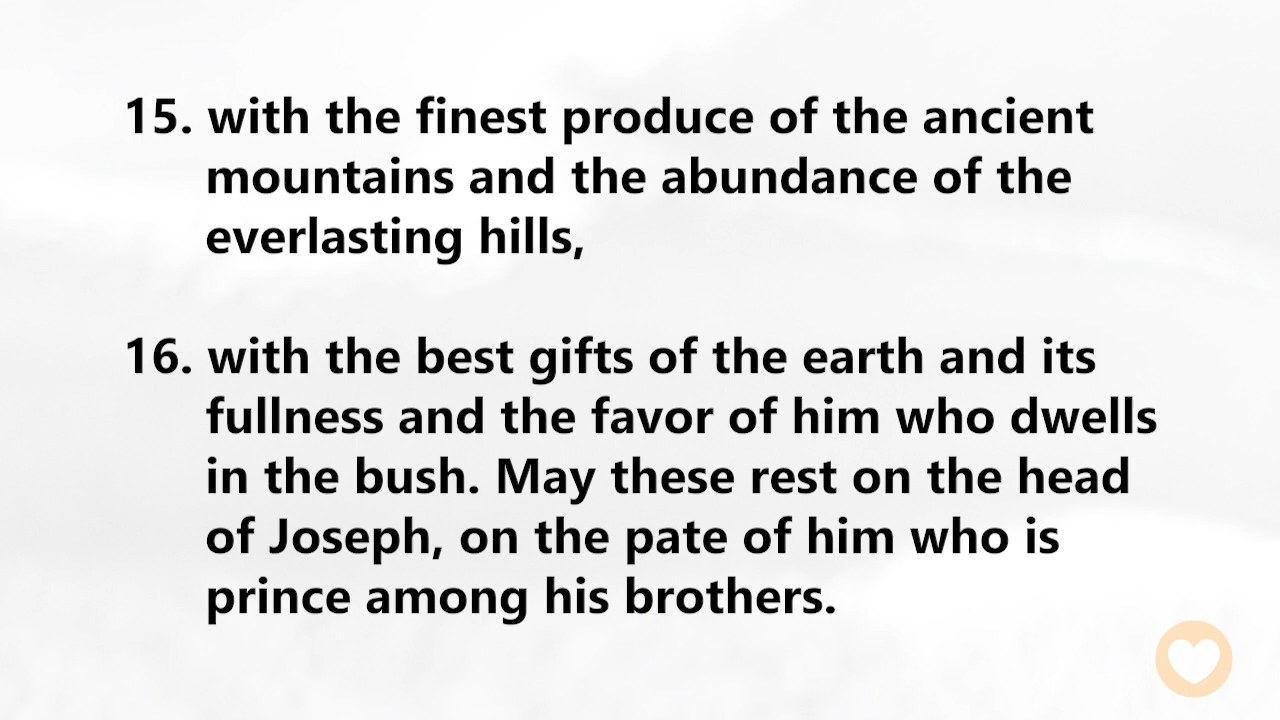 15. with the finest produce of the ancient
mountains and the abundance of the
everlasting hills,
16. with the best gifts of the earth and its
fullness and the favor of him who dwells
in the bush. May these rest on the head
of Joseph, on the pate of him who is
prince among his brothers.